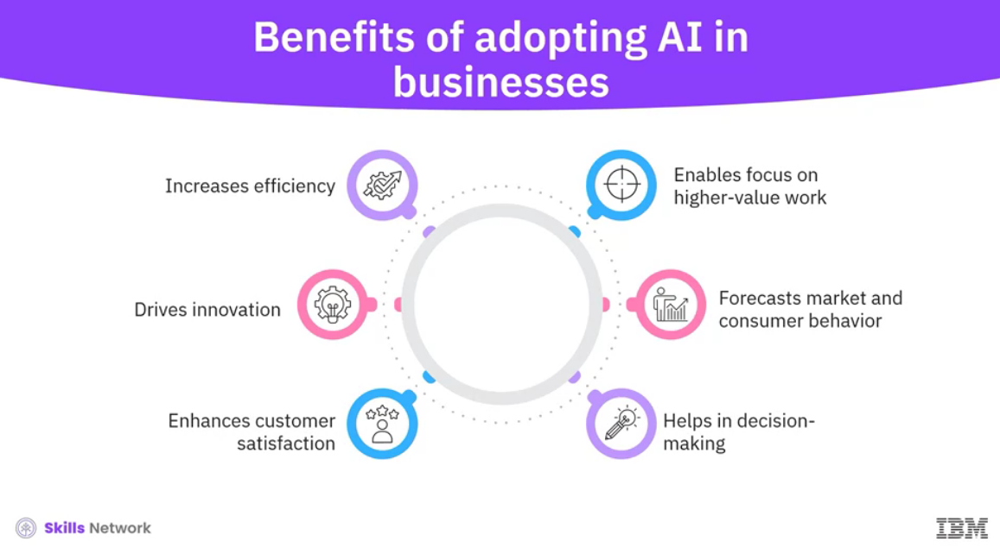 Benefits of adopting AI in
businesses
Increases efficiency
Enables focus on
higher-value work
Drives innovation
Forecasts market and
consumer behavior
Enhances customer
satisfaction
Helps in decision-
making
Skills Network
IBM